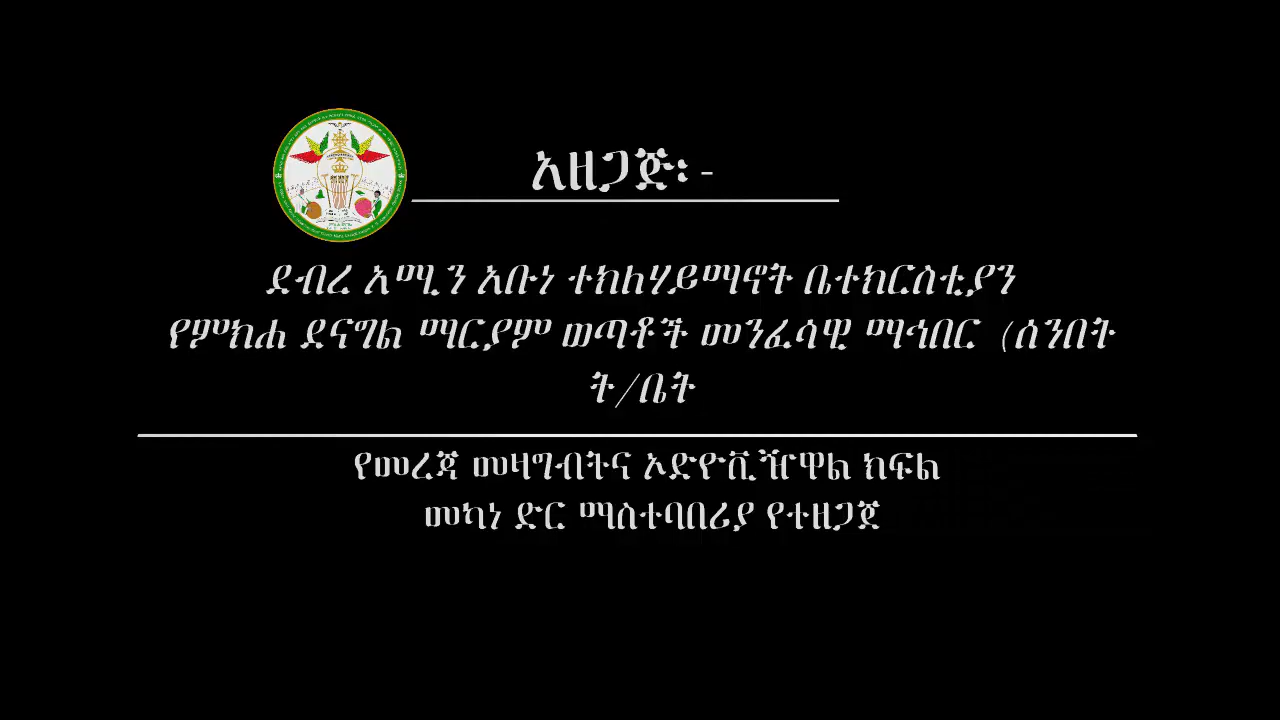 አዘጋጅ፡ -
ደብረ አሚን አቡነ ተክለሃይማኖት ቤተክርስቲያን
የምክሐ ደናግል ማርያም ወጣቶች መንፈሳዊ ማኅበር (ሰንበት
ት/ቤት
የመረጃ መዛግብትና ኦድዮቪዥዋል ክፍል
መካነ ድር ማስተባበሪያ የተዘጋጀ